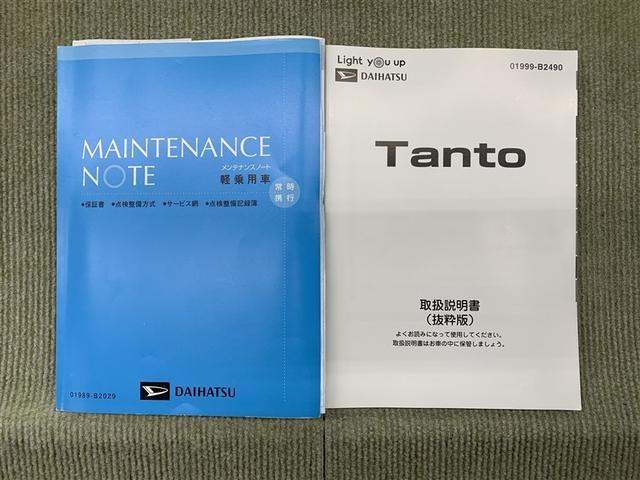 MAINTENANCE
NOTE
メンテナンスノート
軽乗用車
常時
携行
●保証書 ●点検整備方式 ●サービス網 ●点検整備記録簿
01989-B2029
DAIHATSU
Light you up
DAIHATSU
01999-B2490
Tanto
取扱説明書
（抜粋版）
よくお読みになって使用してください。
取扱説明書はお車の中に保管しましょう。